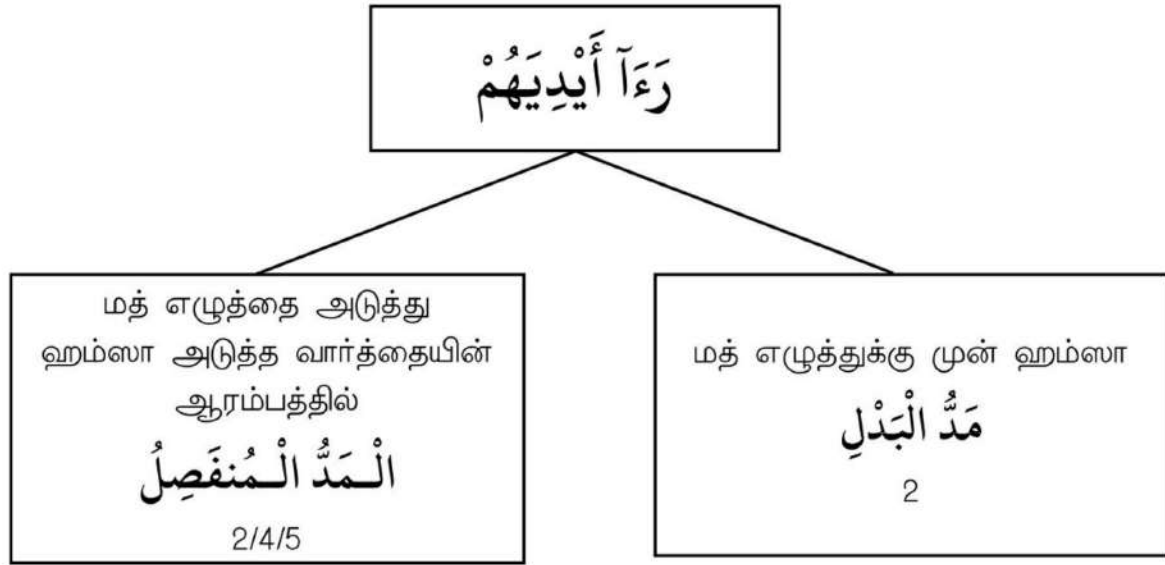 رَءَآ أَيْدِيَهُمْ
மத் எழுத்தை அடுத்து
ஹம்ஸா அடுத்த வார்த்தையின்
ஆரம்பத்தில்
الْـمَدُّ الْـمُنفَصِلُ
2/4/5
மத் எழுத்துக்கு முன் ஹம்ஸா
مَدُّ الْبَدْلِ
2